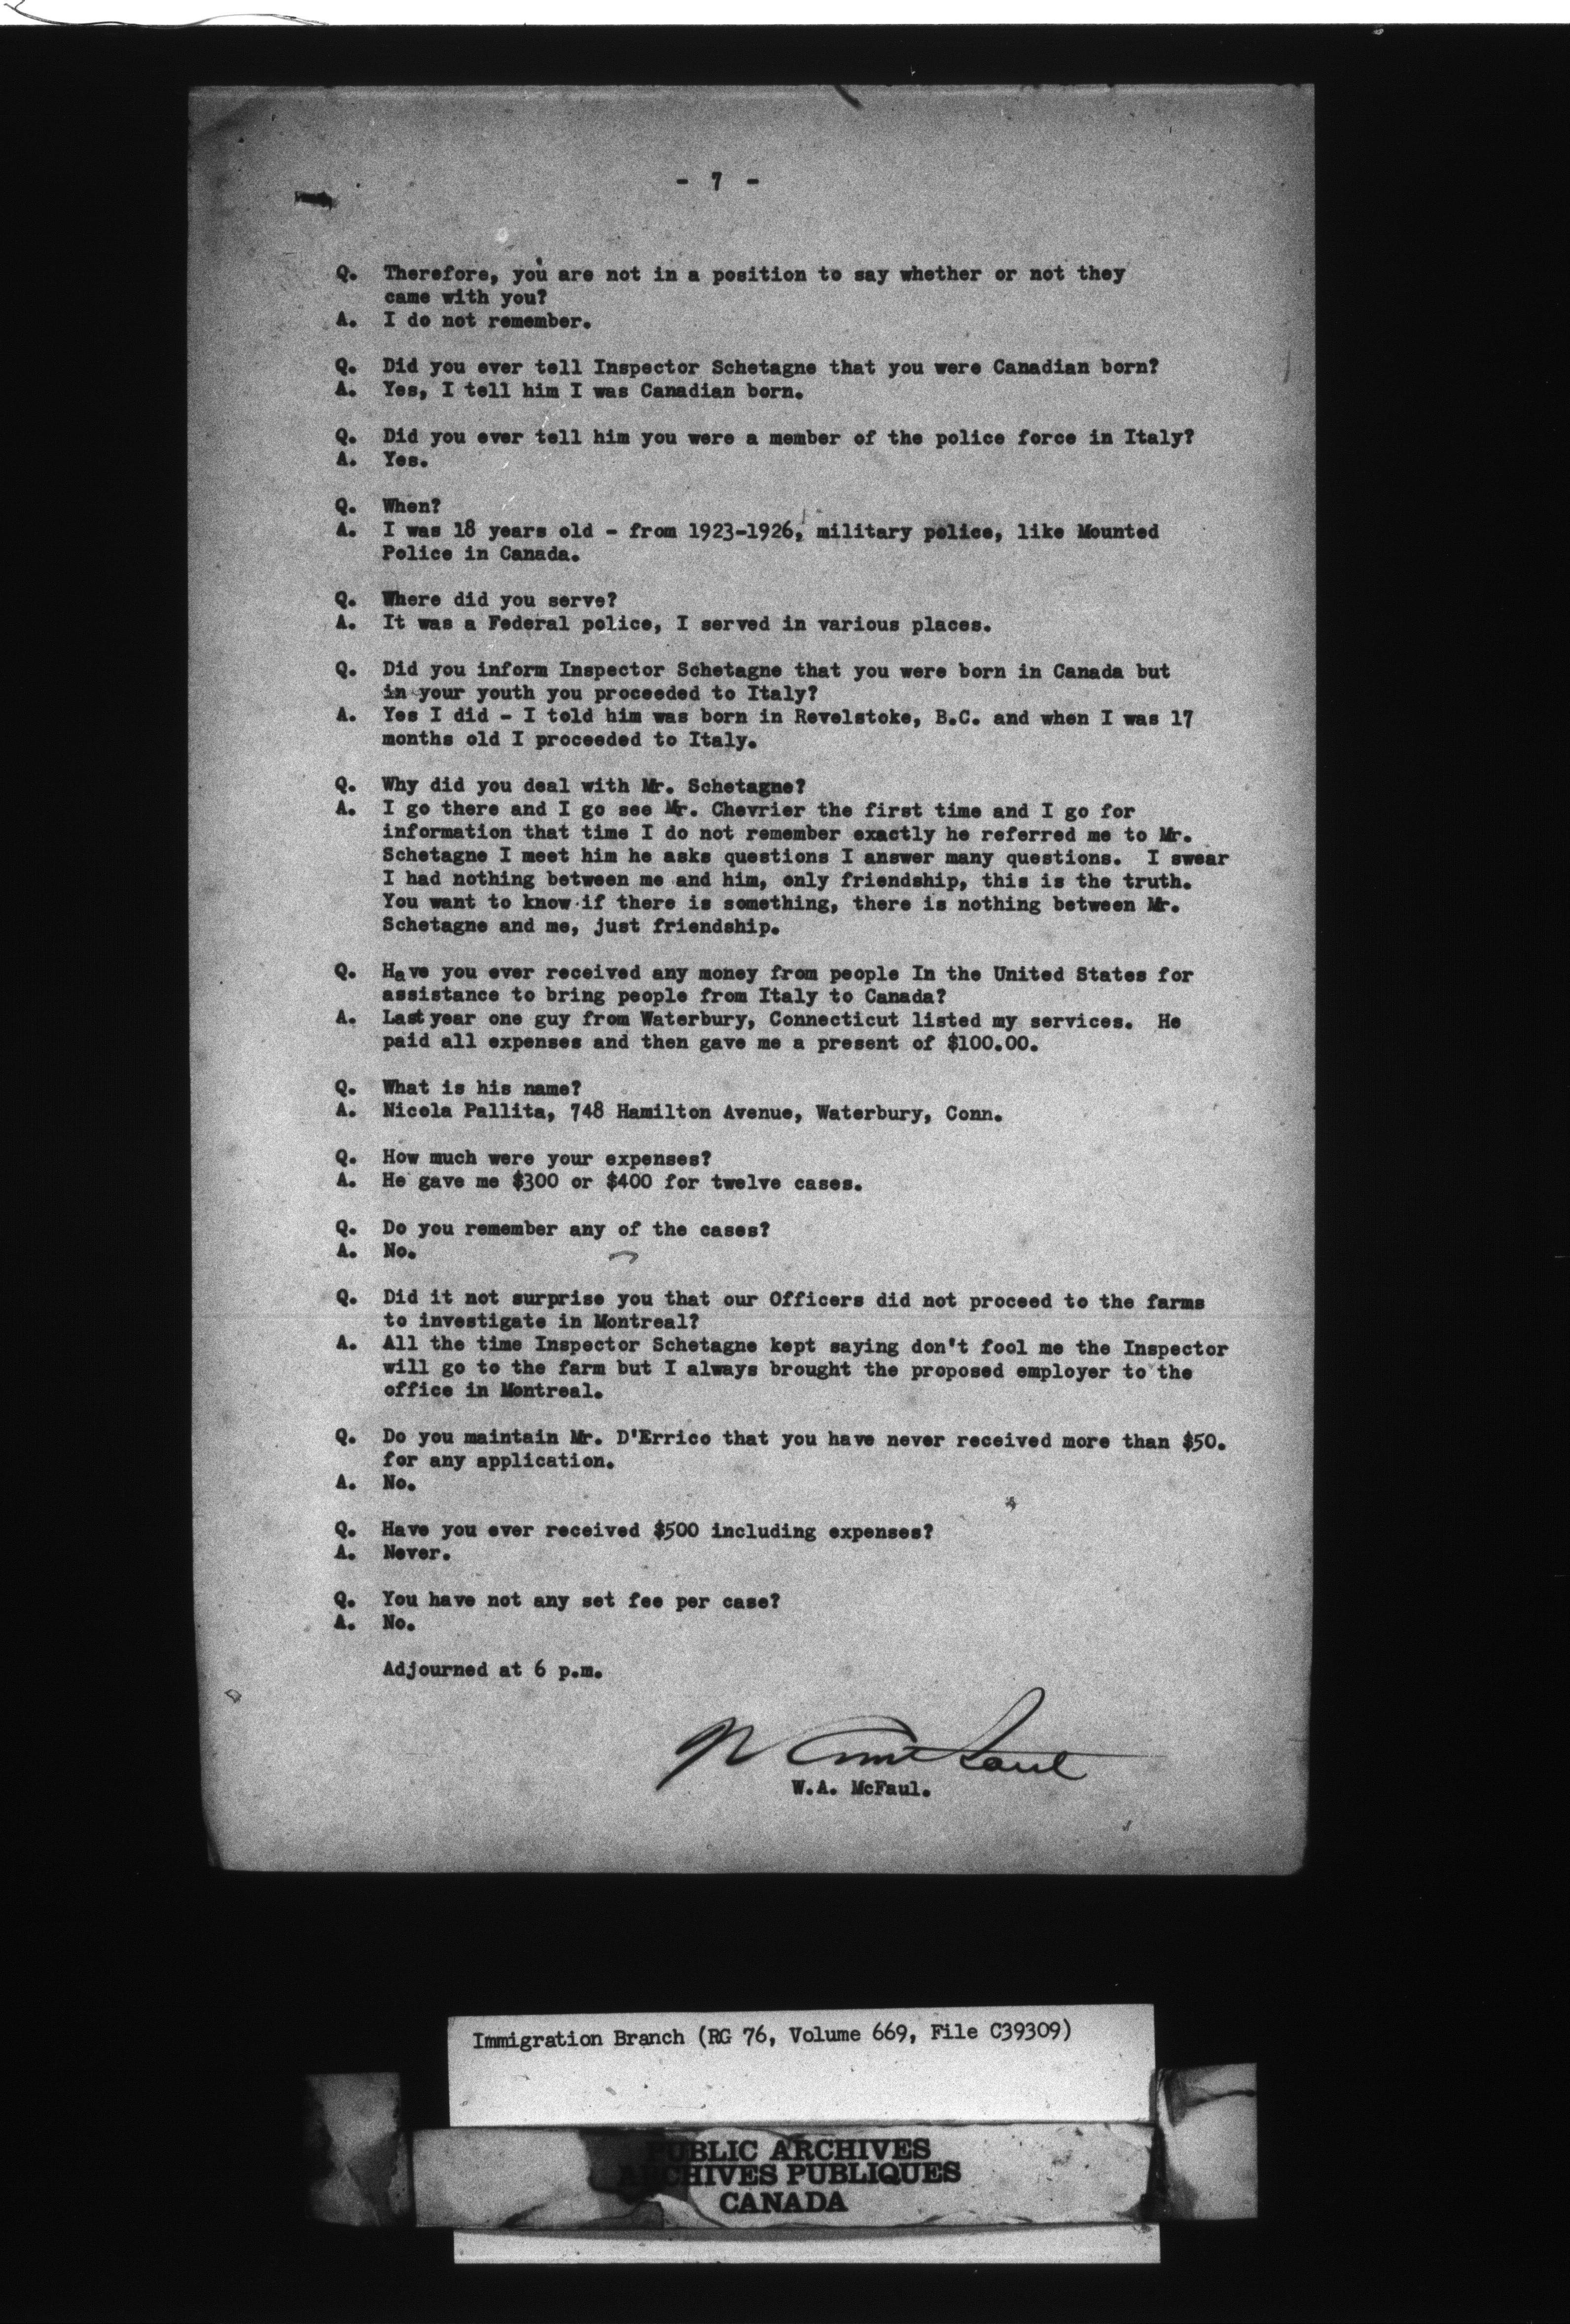 - 7 -
Q. Therefore, you are not in a position to say whether or not they
came with you?
A. I do not remember.
Q. Did you ever tell Inspector Schetagne that you were Canadian born?
A. Yes, I tell him I was Canadian born.
Q. Did you ever tell him you were a member of the police force in Italy?
A. Yes.
Q. When?
A. I was 18 years old - from 1923-1926, military police, like Mounted
Police in Canada.
Q. Where did you serve?
A. It was a Federal police, I served in various places.
Q. Did you inform Inspector Schetagne that you were born in Canada but
in your youth you proceeded to Italy?
A. Yes I did - I told him was born in Revelstoke, B.C. and when I was 17
months old I proceeded to Italy.
Q. Why did you deal with Mr. Schetagne?
A. I go there and I go see Mr. Chevrier the first time and I go for
information that time I do not remember exactly he referred me to Mr.
Schetagne I meet him he asks questions I answer many questions. I swear
I had nothing between me and him, only friendship, this is the truth.
You want to know if there is something, there is nothing between Mr.
Schetagne and me, just friendship.
Q. Have you ever received any money from people In the United States for
assistance to bring people from Italy to Canada?
A. Last year one guy from Waterbury, Connecticut listed my services. He
paid all expenses and then gave me a present of $100.00.
Q. What is his name?
A. Nicola Pallita, 748 Hamilton Avenue, Waterbury, Conn.
Q. How much were your expenses?
A. He gave me $300 or $400 for twelve cases.
Q. Do you remember any of the cases?
A. No.
Q. Did it not surprise you that our Officers did not proceed to the farms
to investigate in Montreal?
A. All the time Inspector Schetagne kept saying don't fool me the Inspector
will go to the farm but I always brought the proposed employer to the
office in Montreal.
Q. Do you maintain Mr. D'Errico that you have never received more than $50.
for any application.
A. No.
Q. Have you ever received $500 including expenses?
A. Never.
Q. You have not any set fee per case?
A. No.
Adjourned at 6 p.m.
W.A. McFaul.
Immigration Branch (RG 76, Volume 669, File C39309)
PUBLIC ARCHIVES
ARCHIVES PUBLIQUES
CANADA